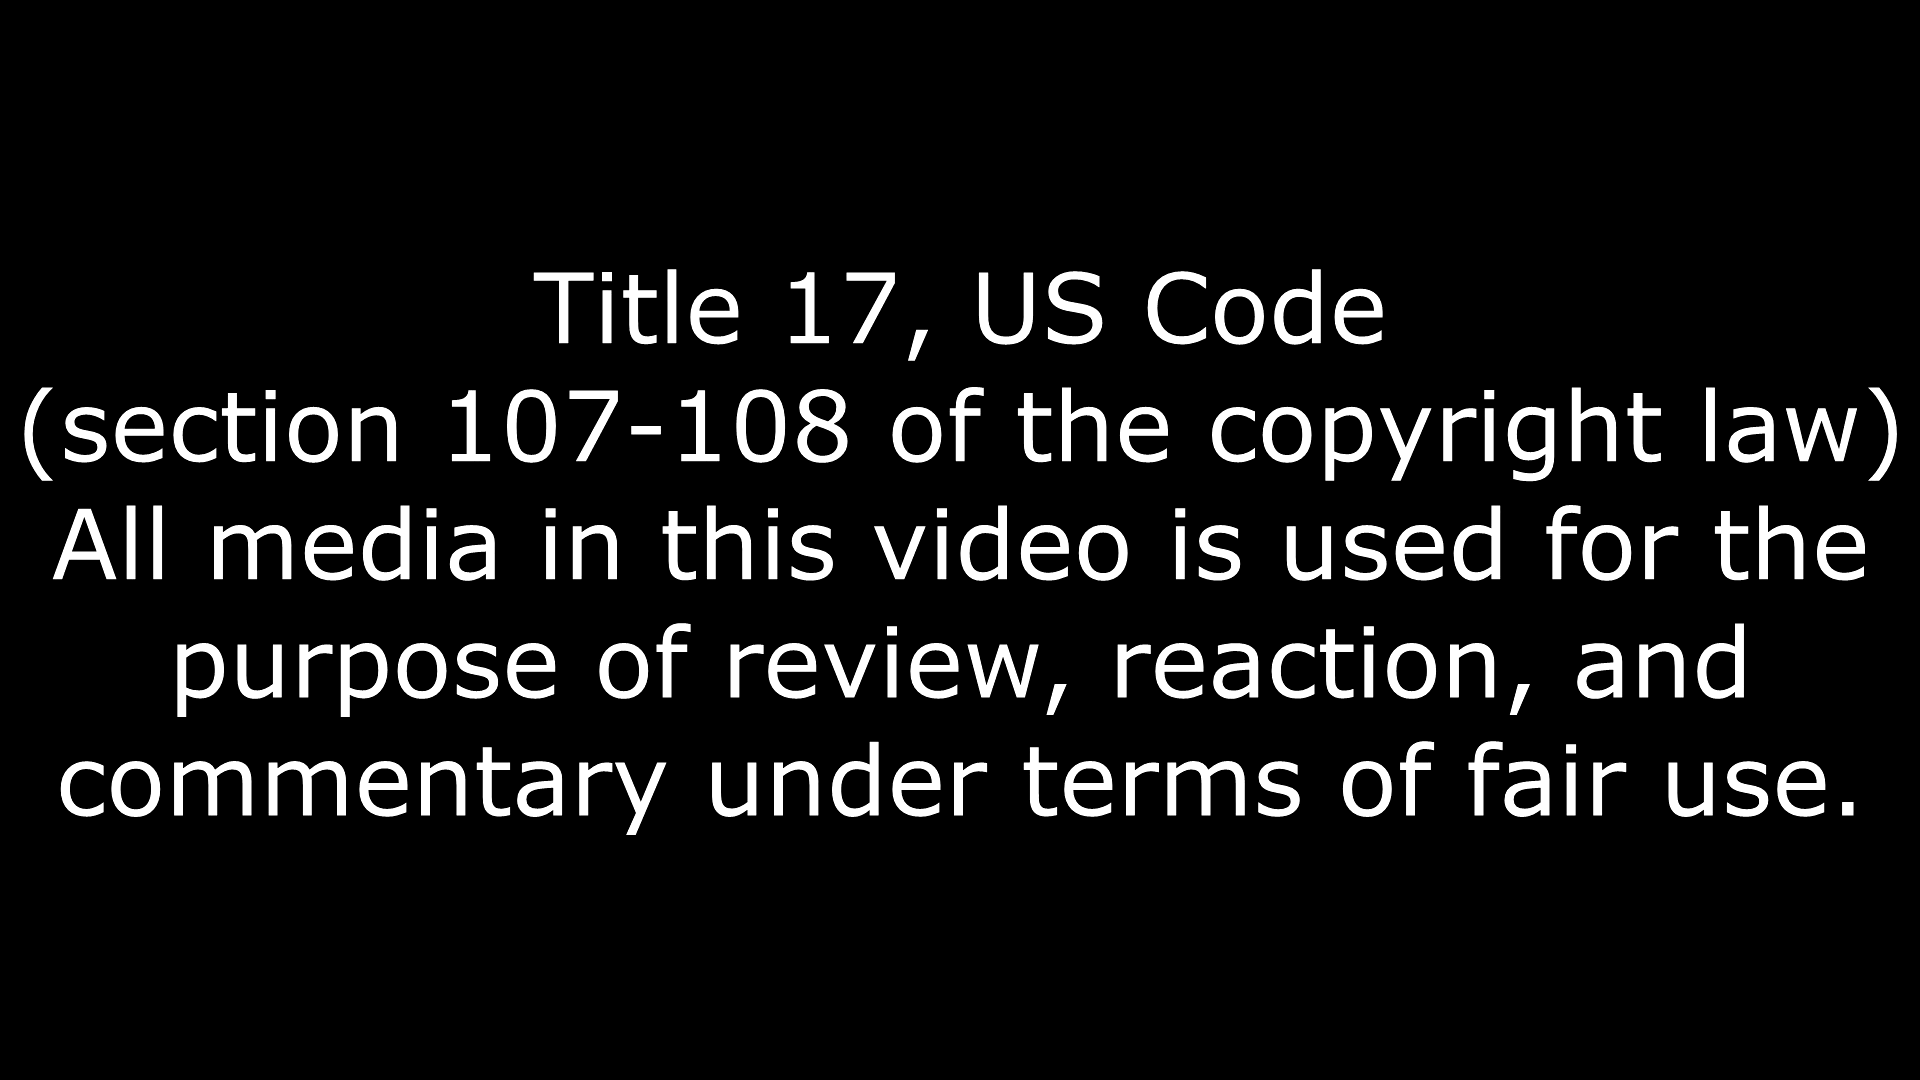 Title 17, US Code
(section 107-108 of the copyright law)
All media in this video is used for the
purpose of review, reaction, and
commentary under terms of fair use.